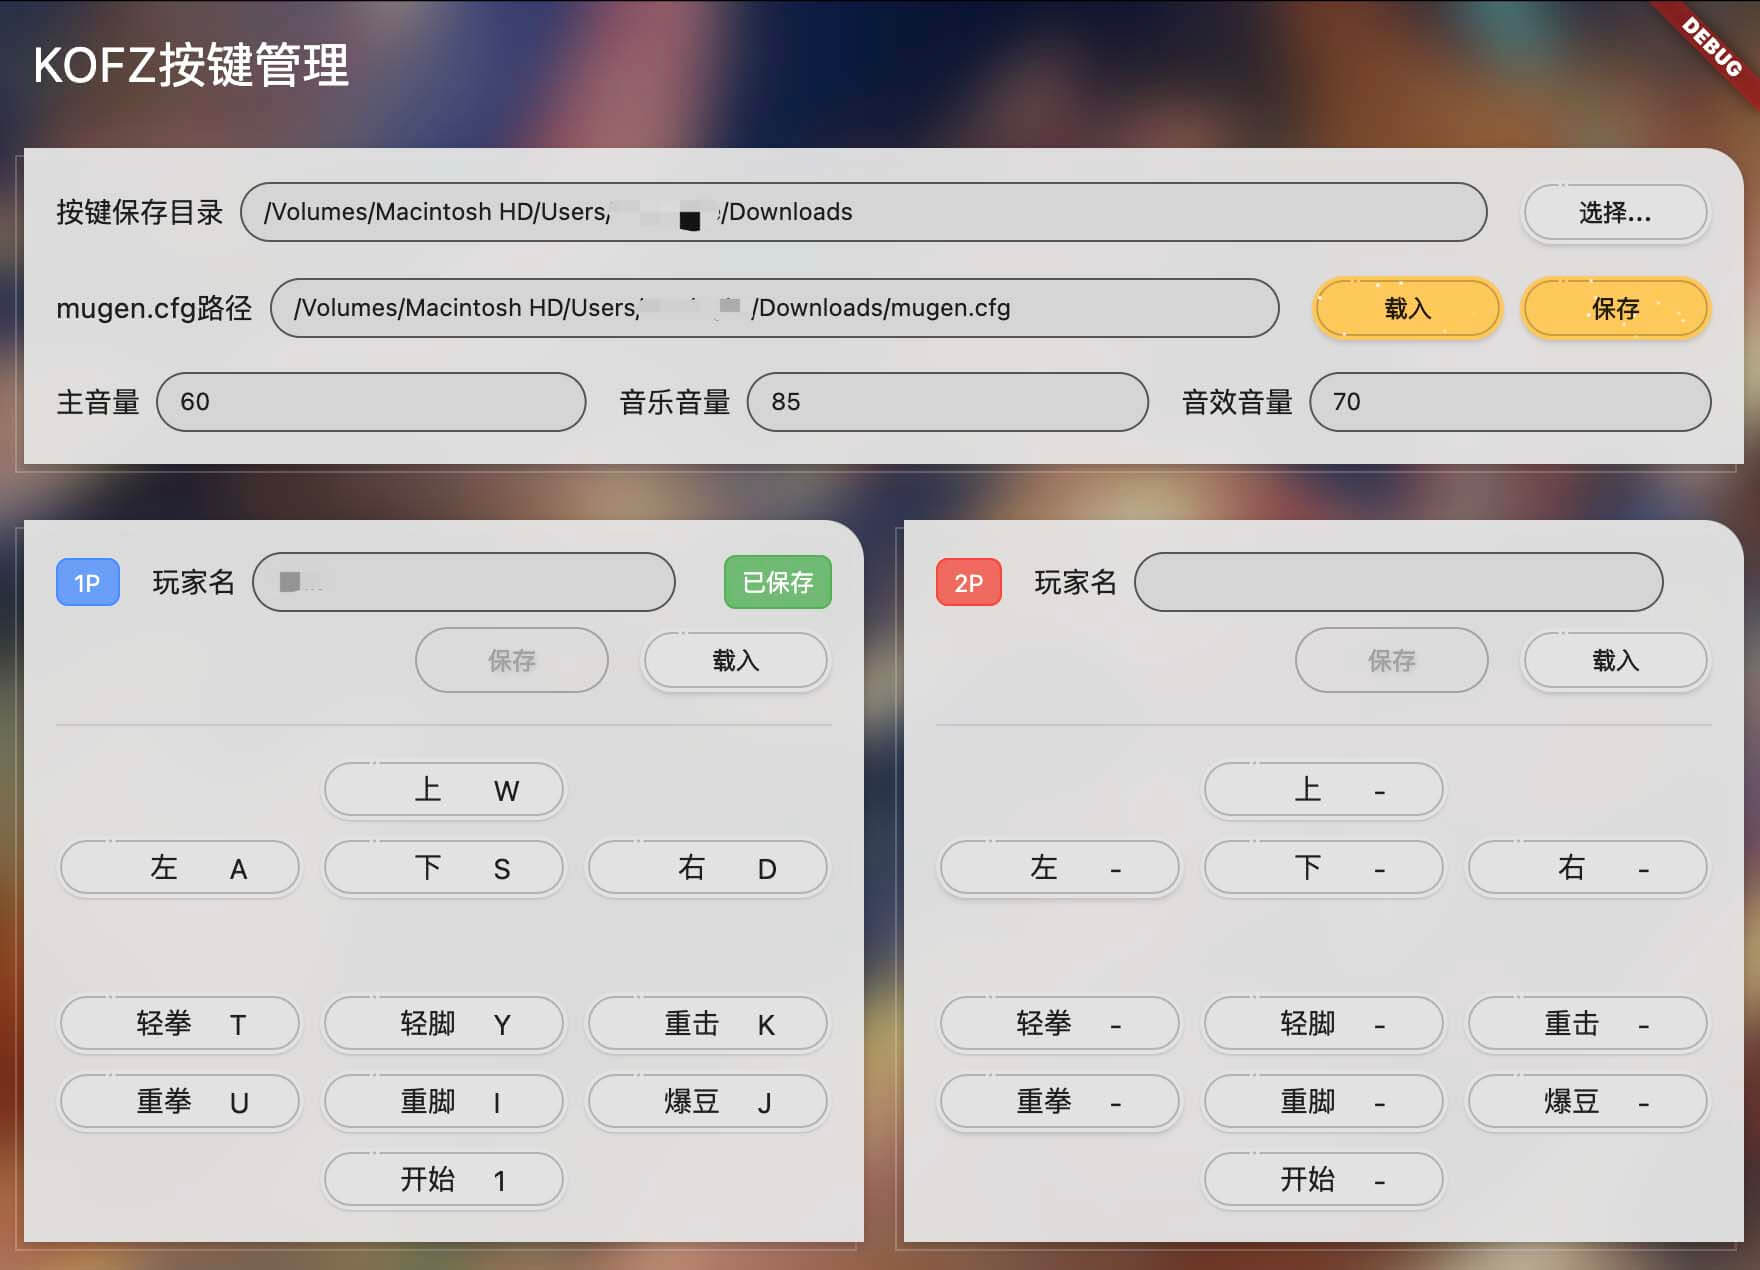 KOFZ按键管理
DEBUG
按键保存目录 /Volumes/Macintosh HD/Users/ /Downloads 选择...
mugen.cfg路径 /Volumes/Macintosh HD/Users/ /Downloads/mugen.cfg 载入 保存
主音量 60 音乐音量 85 音效音量 70
1P 玩家名 已保存
保存 载入
上 W
左 A 下 S 右 D
轻拳 T 轻脚 Y 重击 K
重拳 U 重脚 I 爆豆 J
开始 1
2P 玩家名
保存 载入
上 -
左 - 下 - 右 -
轻拳 - 轻脚 - 重击 -
重拳 - 重脚 - 爆豆 -
开始 -